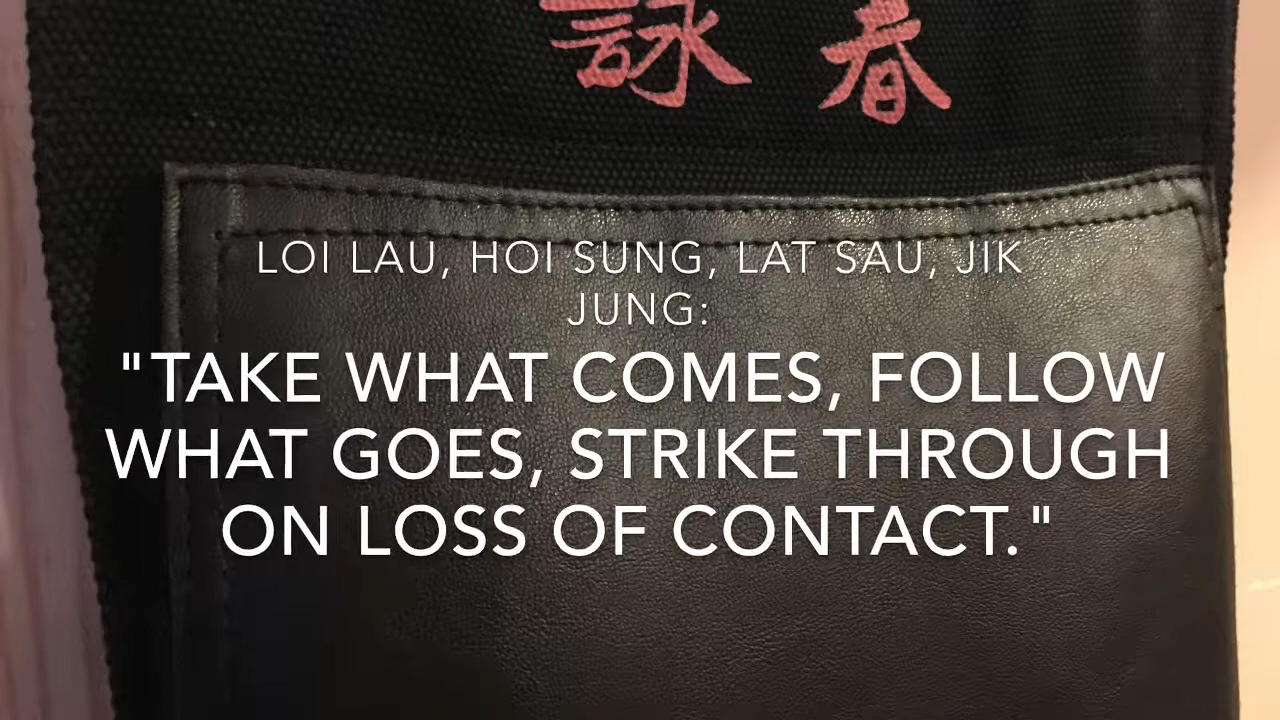 詠春
LOI LAU, HOI SUNG, LAT SAU, JIK
JUNG:
"TAKE WHAT COMES, FOLLOW
WHAT GOES, STRIKE THROUGH
ON LOSS OF CONTACT."